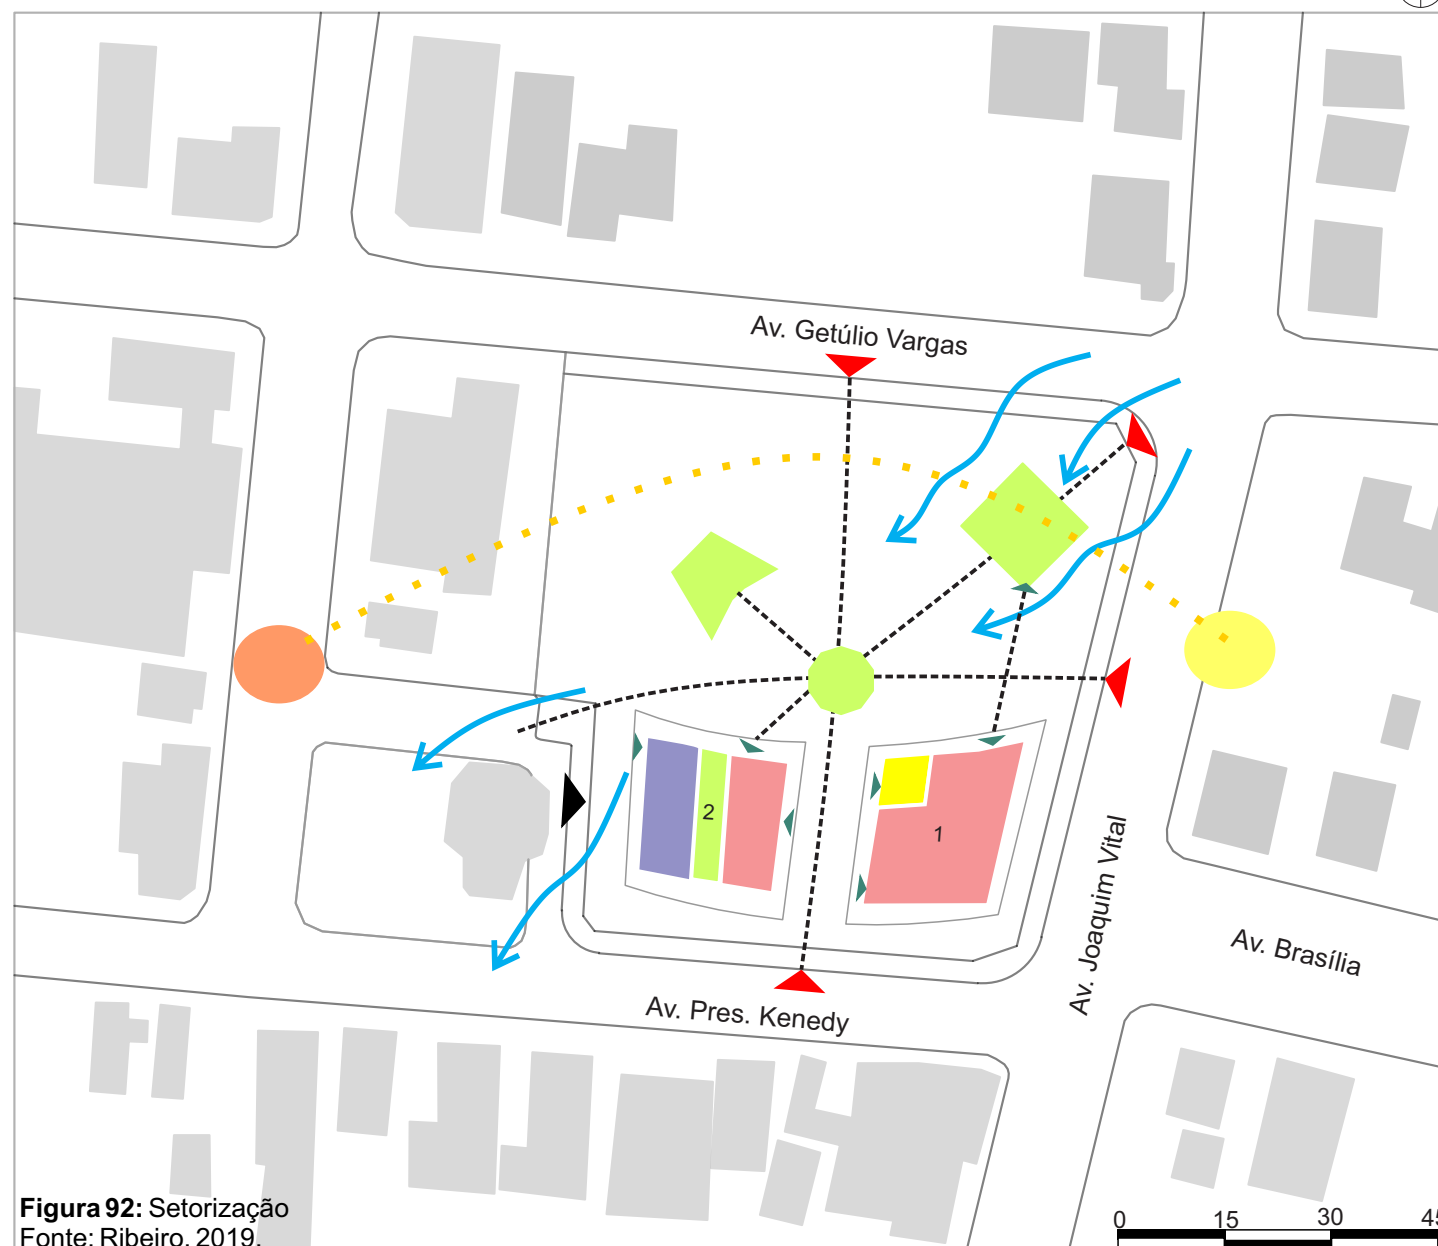 Av. Getúlio Vargas
2
1
Av. Joaquim Vital
Av. Brasília
Av. Pres. Kenedy
Figura 92: Setorização
Fonte: Ribeiro, 2019.
0 15 30 45